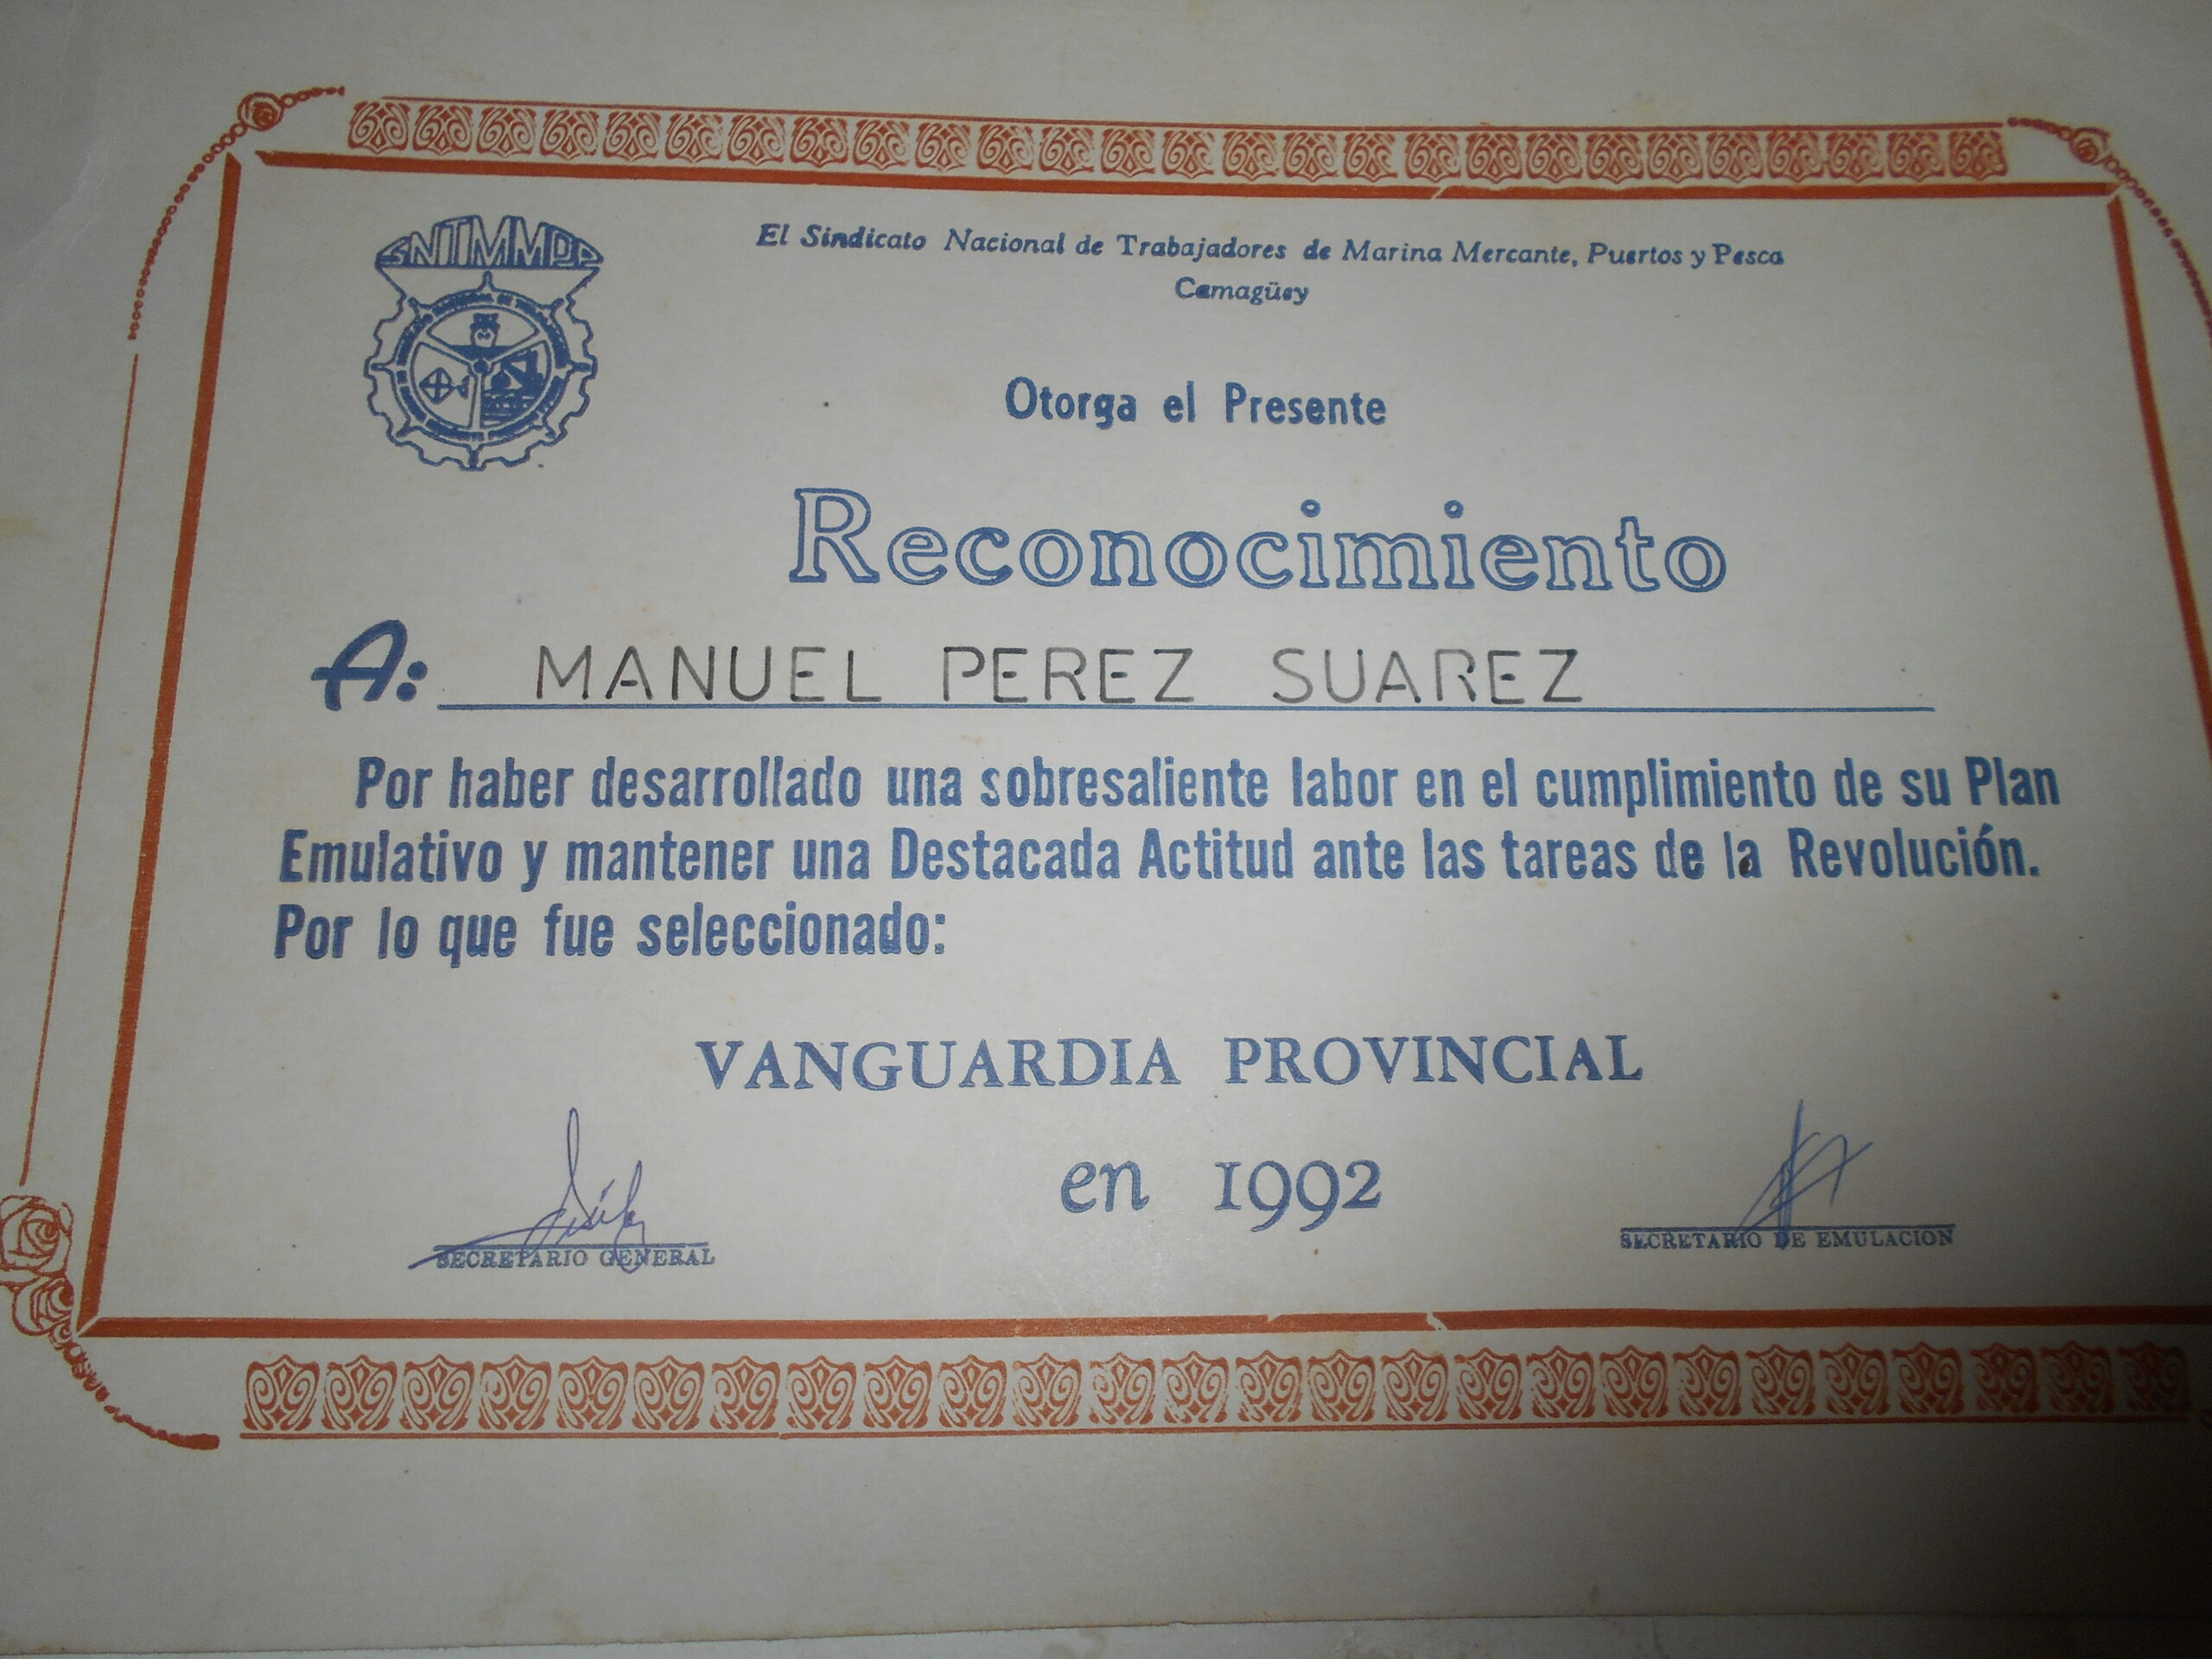 SNTMMPP
El Sindicato Nacional de Trabajadores de Marina Mercante, Puertos y Pesca
Camagüey
Otorga el Presente
Reconocimiento
A: MANUEL PEREZ SUAREZ
Por haber desarrollado una sobresaliente labor en el cumplimiento de su Plan
Emulativo y mantener una Destacada Actitud ante las tareas de la Revolución.
Por lo que fue seleccionado:
VANGUARDIA PROVINCIAL
en 1992
SECRETARIO GENERAL
SECRETARIO DE EMULACION